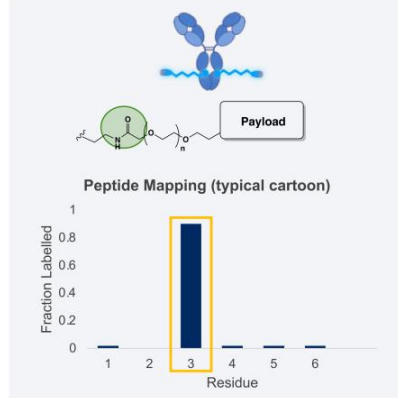 O
O
N
H
O
n
Payload
Peptide Mapping (typical cartoon)
Fraction Labelled
1
0.8
0.6
0.4
0.2
0
1 2 3 4 5 6
Residue